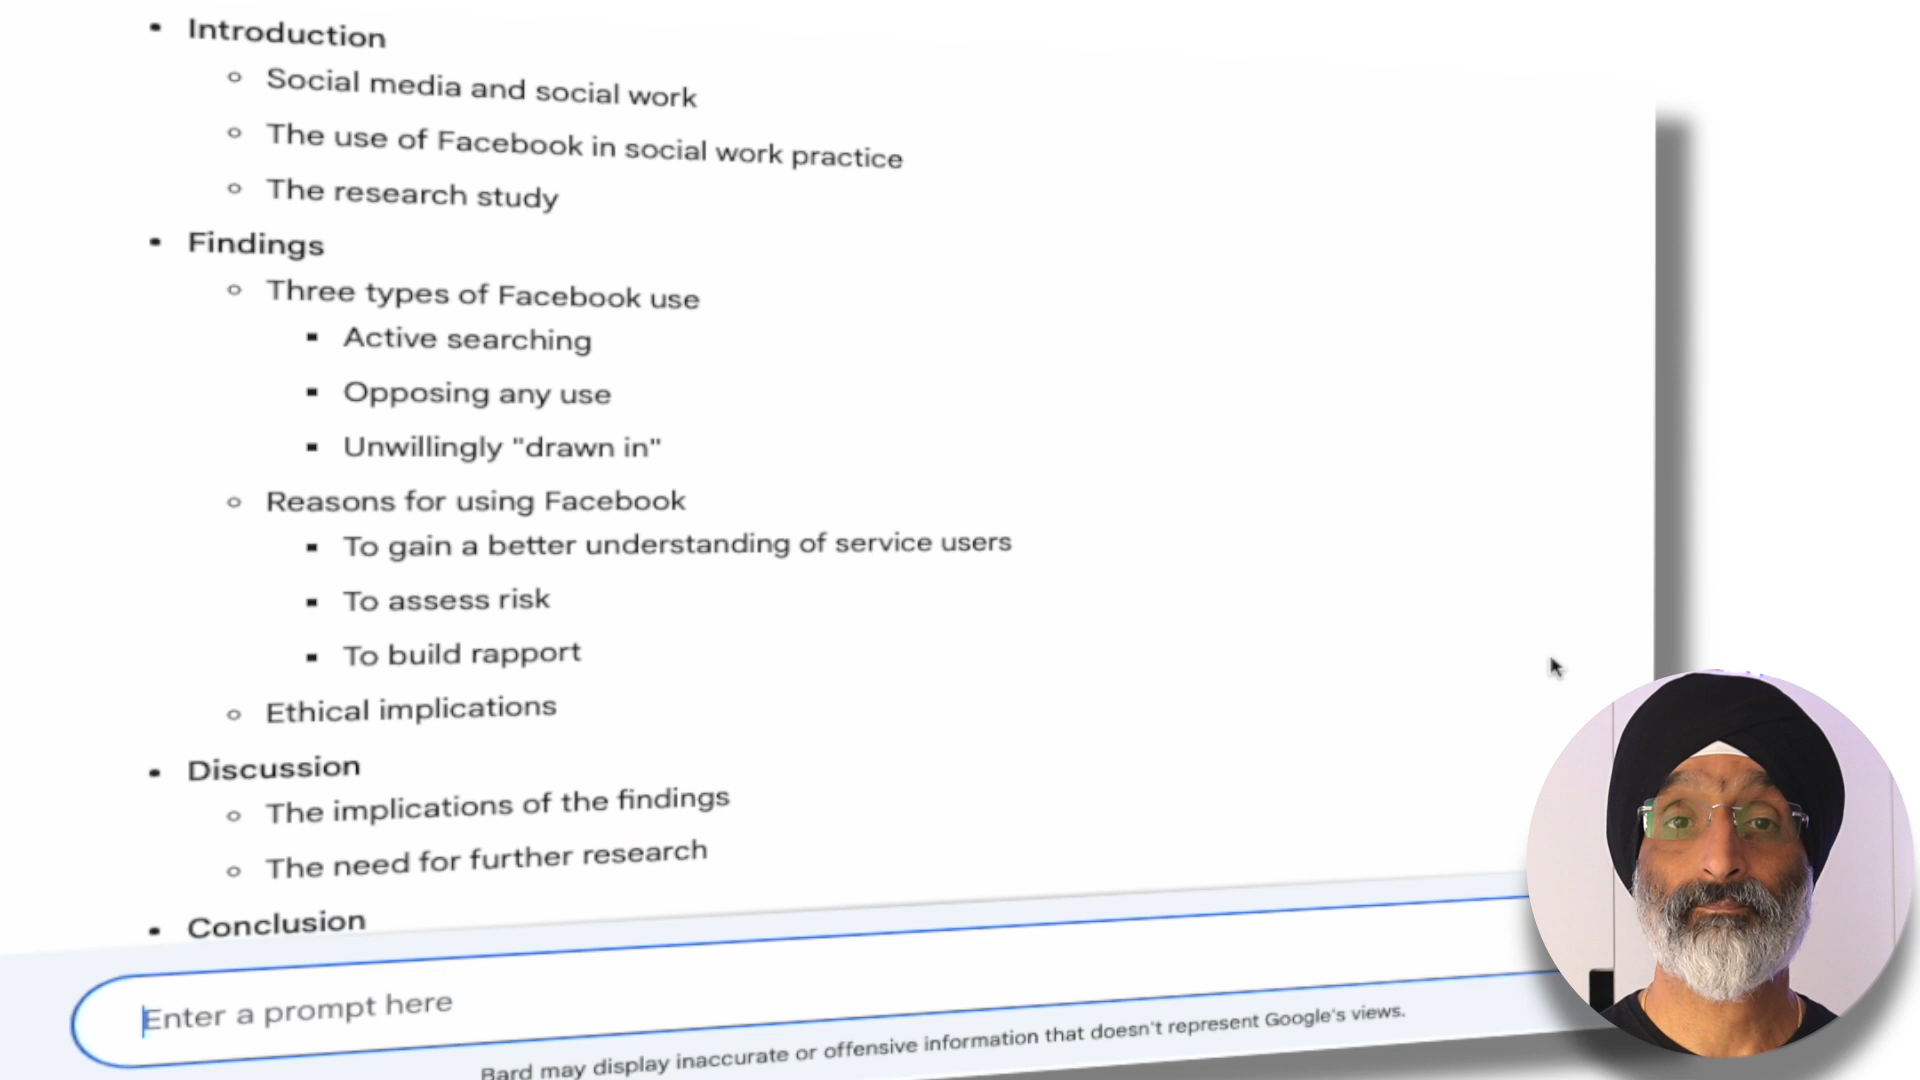 Introduction
Social media and social work
The use of Facebook in social work practice
The research study
Findings
Three types of Facebook use
Active searching
Opposing any use
Unwillingly "drawn in"
Reasons for using Facebook
To gain a better understanding of service users
To assess risk
To build rapport
Ethical implications
Discussion
The implications of the findings
The need for further research
Conclusion
Enter a prompt here
Bard may display inaccurate or offensive information that doesn't represent Google's views.